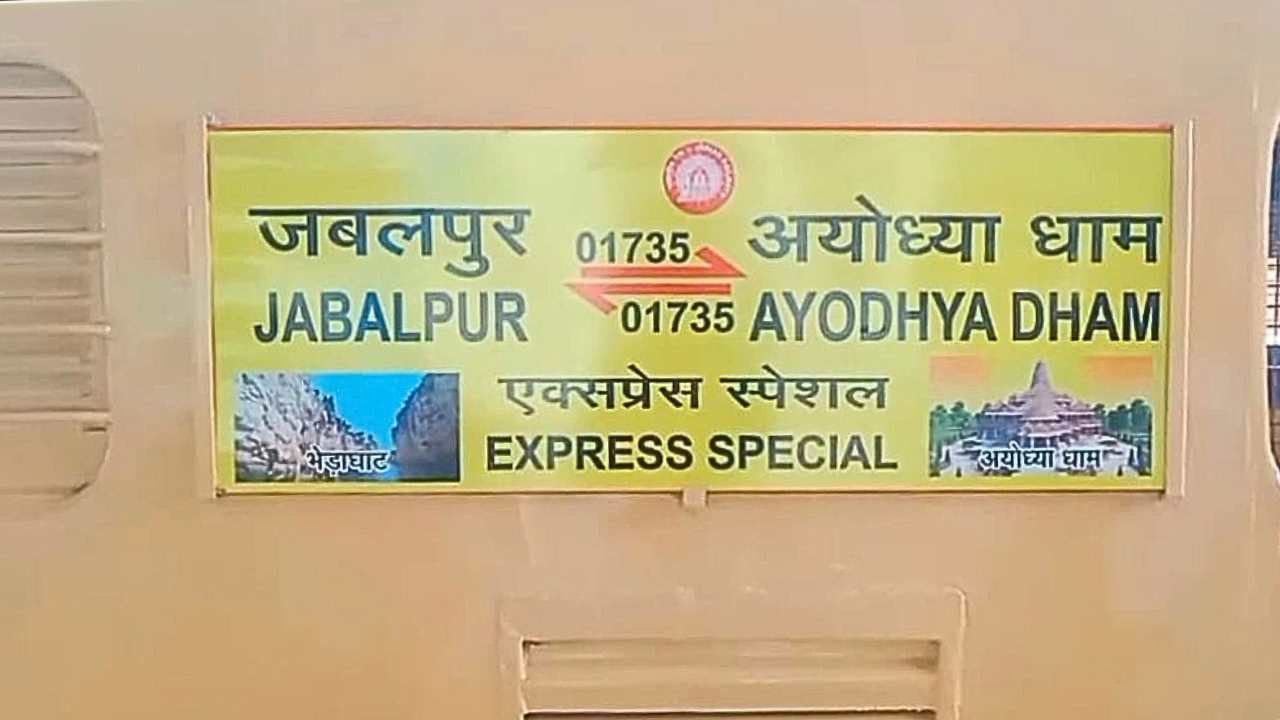 जबलपुर 01735 अयोध्या धाम
JABALPUR 01735 AYODHYA DHAM
एक्सप्रेस स्पेशल
EXPRESS SPECIAL
भेड़ाघाट
अयोध्या धाम